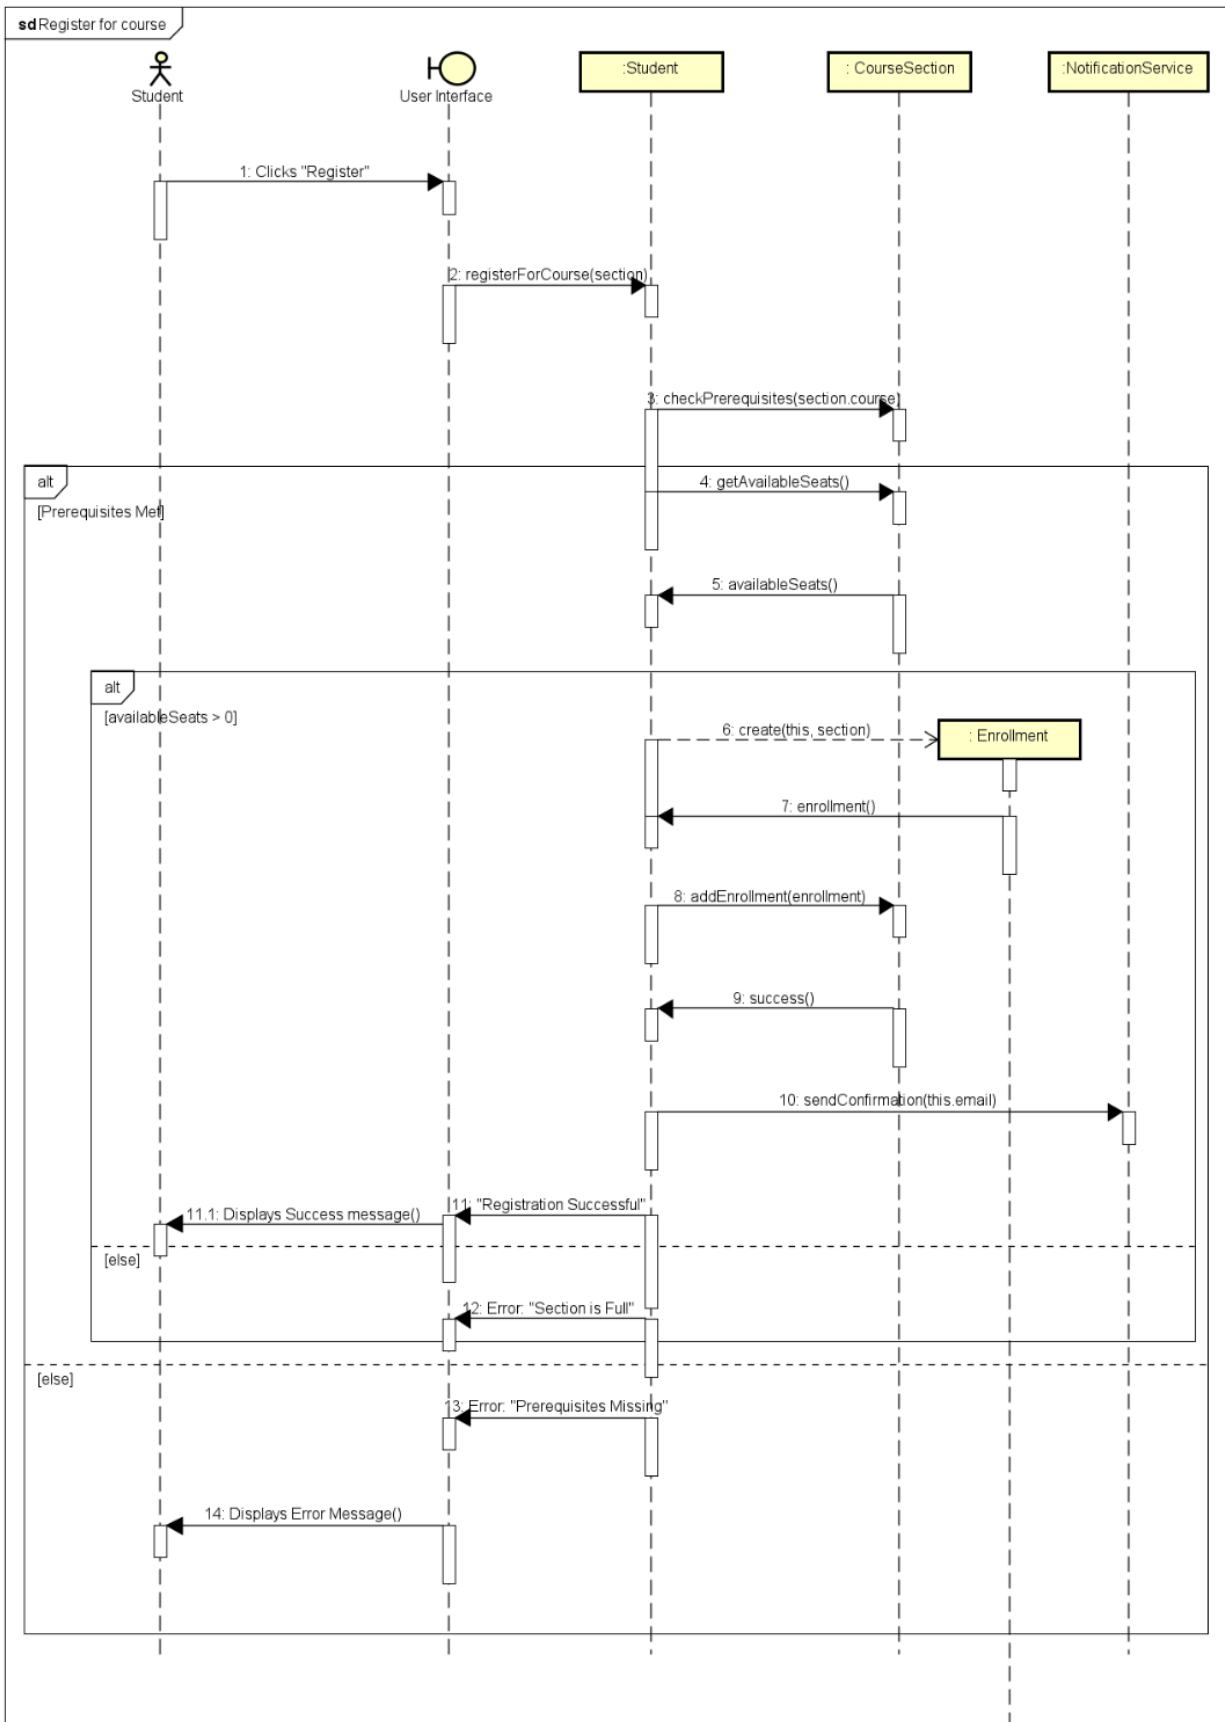 sd Register for course
Student
User Interface
:Student
: CourseSection
:NotificationService
1: Clicks "Register"
2: registerForCourse(section)
3: checkPrerequisites(section.course)
alt
4: getAvailableSeats()
[Prerequisites Met]
5: availableSeats()
alt
[availableSeats > 0]
6: create(this, section)
: Enrollment
7: enrollment()
8: addEnrollment(enrollment)
9: success()
10: sendConfirmation(this.email)
11: "Registration Successful"
11.1: Displays Success message()
[else]
12: Error: "Section is Full"
[else]
13: Error: "Prerequisites Missing"
14: Displays Error Message()